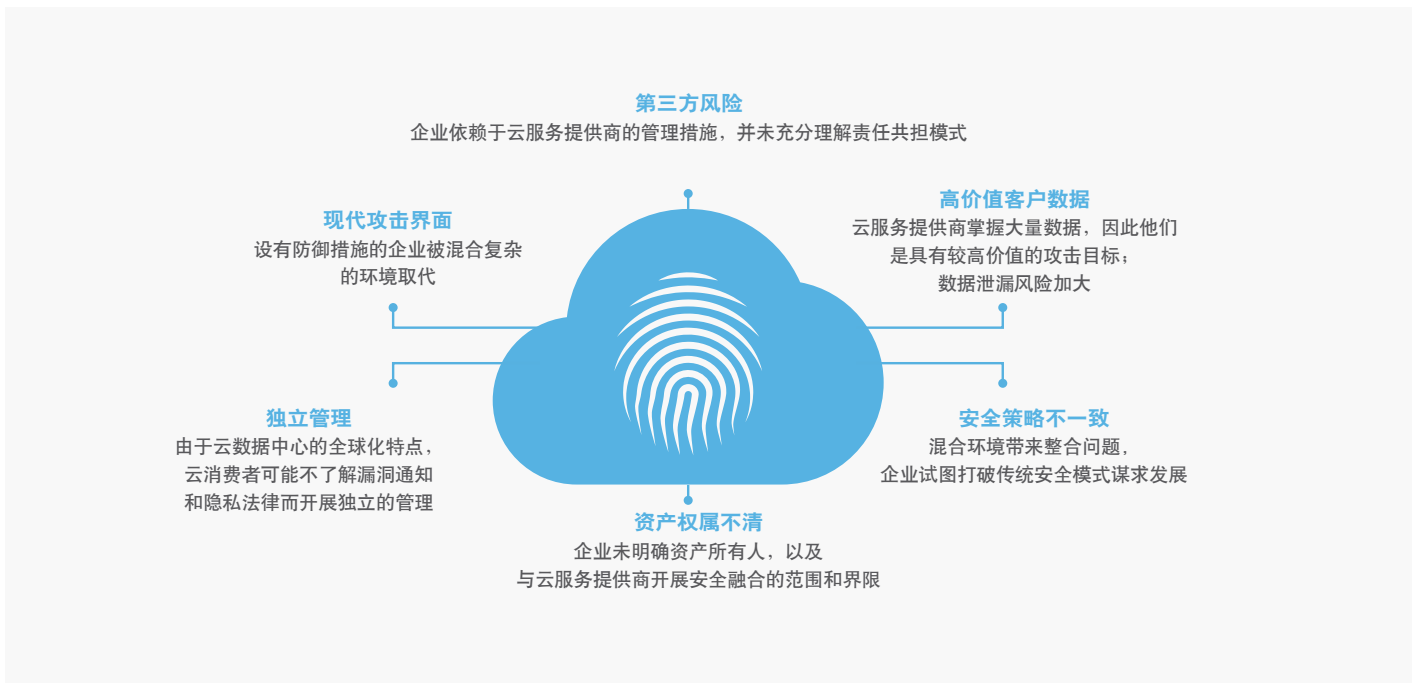 第三方风险
企业依赖于云服务提供商的管理措施，并未充分理解责任共担模式
现代攻击界面
设有防御措施的企业被混合复杂
的环境取代
高价值客户数据
云服务提供商掌握大量数据，因此他们
是具有较高价值的攻击目标；
数据泄漏风险加大
独立管理
由于云数据中心的全球化特点，
云消费者可能不了解漏洞通知
和隐私法律而开展独立的管理
安全策略不一致
混合环境带来整合问题，
企业试图打破传统安全模式谋求发展
资产权属不清
企业未明确资产所有人，以及
与云服务提供商开展安全融合的范围和界限